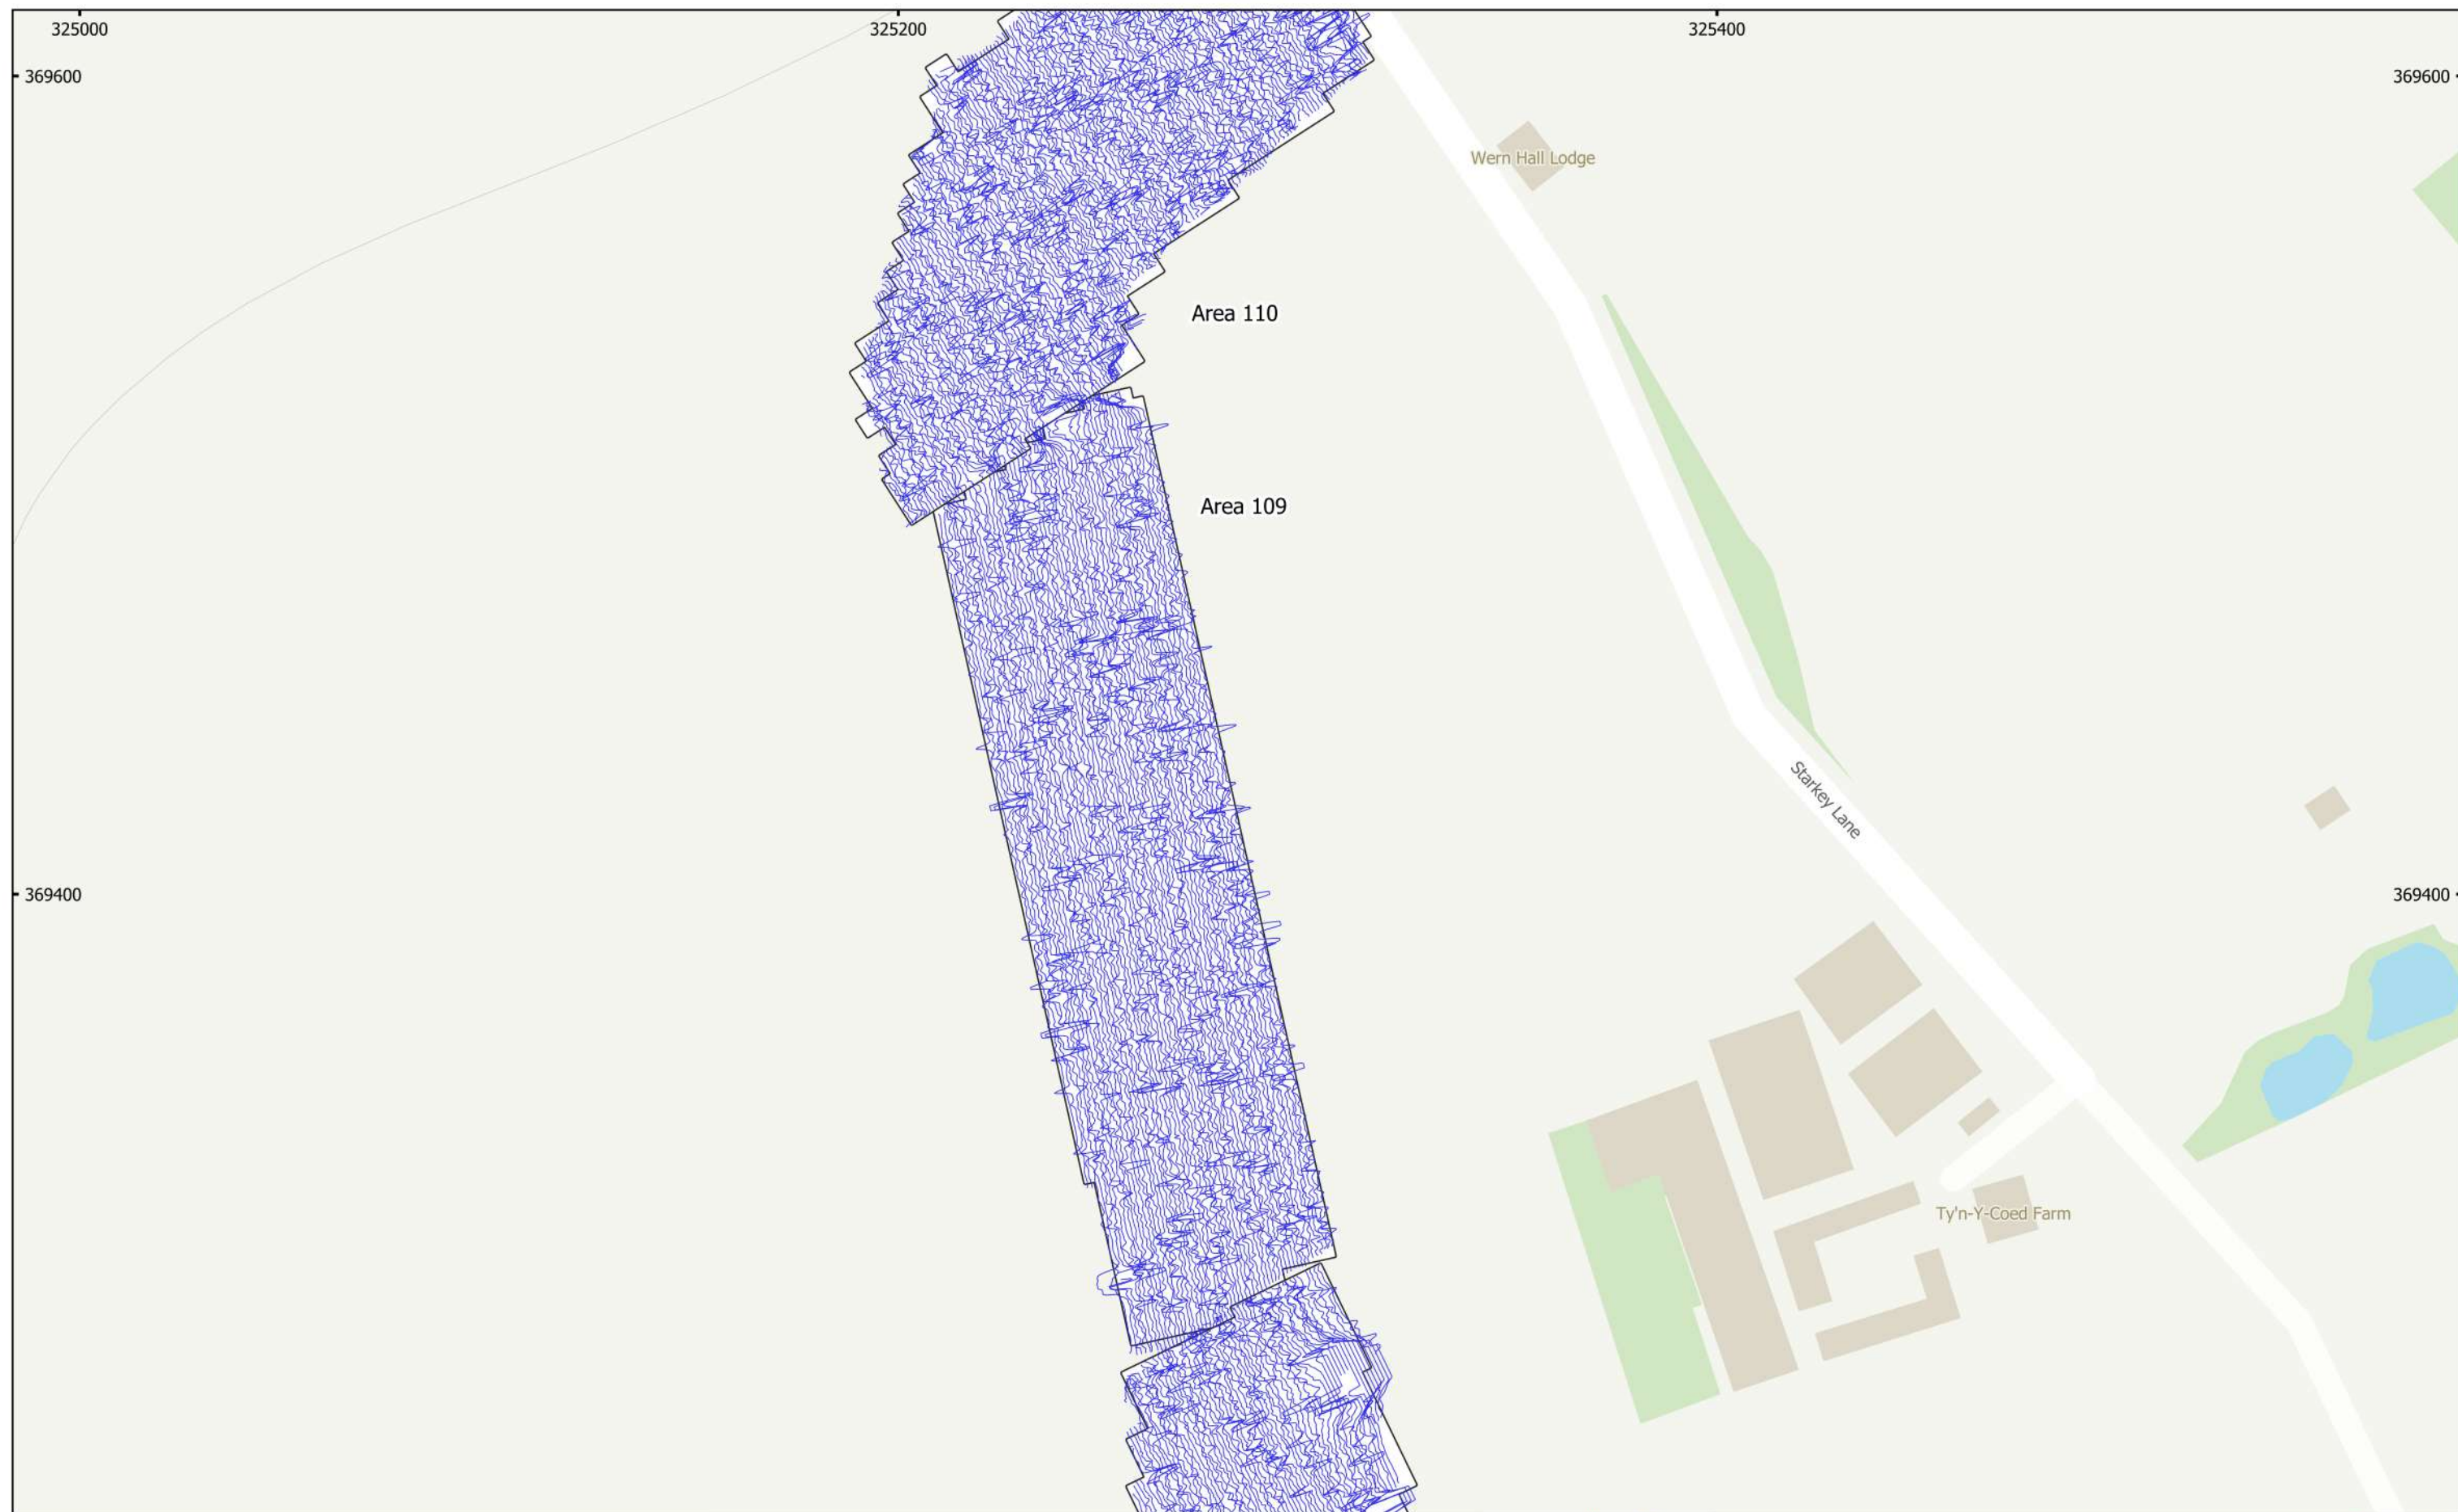 325000
325200
325400
369600
369600
Wern Hall Lodge
Area 110
Area 109
Starkey Lane
369400
369400
Ty'n-Y-Coed Farm